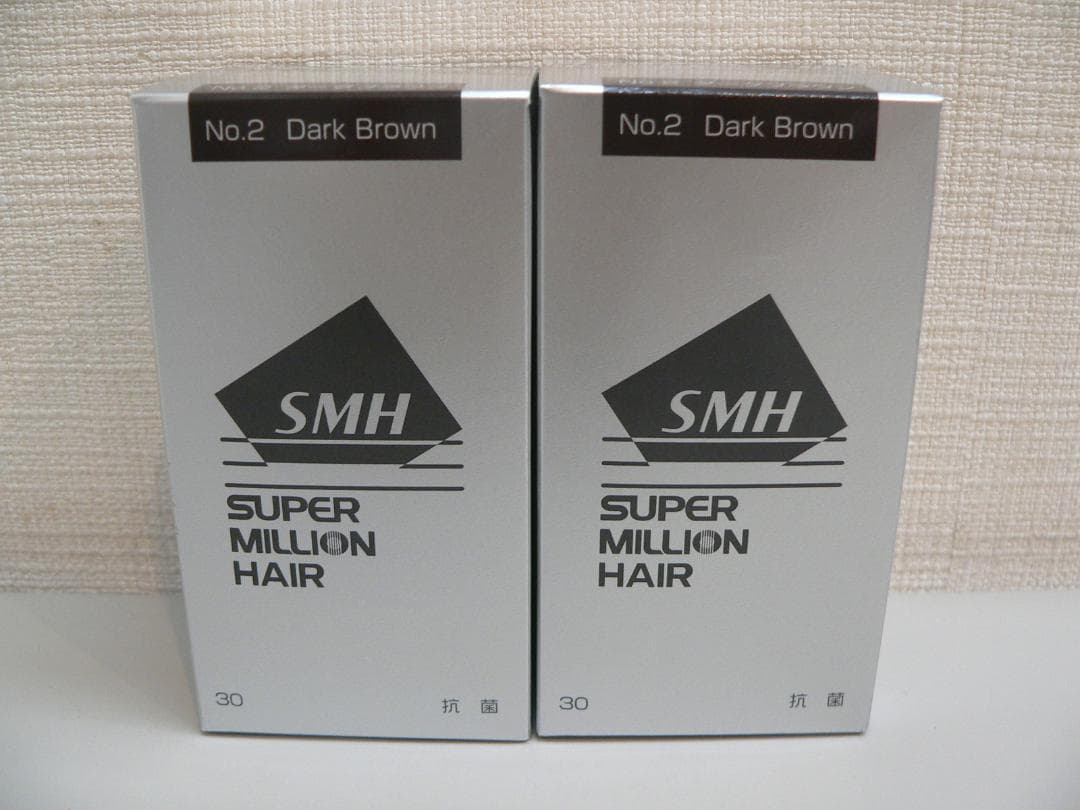 No.2 Dark Brown
SMH
SUPER
MILLION
HAIR
30 抗菌
No.2 Dark Brown
SMH
SUPER
MILLION
HAIR
30 抗菌